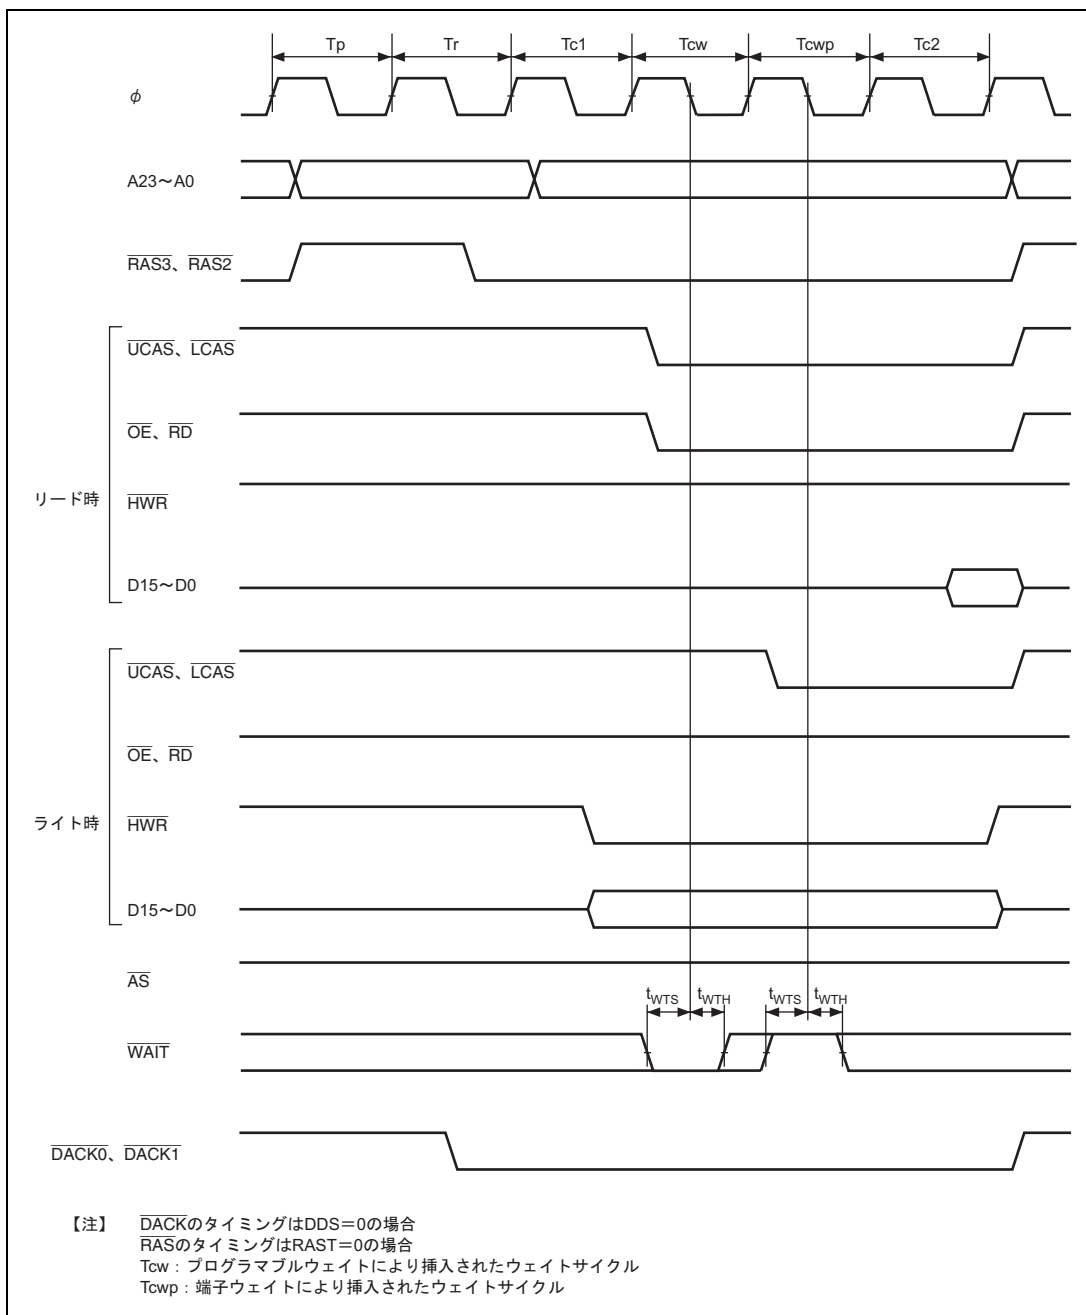 Tp Tr Tc1 Tcw Tcwp Tc2
φ
A23～A0
RAS3、RAS2
UCAS、LCAS
OE、RD
リード時
HWR
D15～D0
UCAS、LCAS
OE、RD
ライト時
HWR
D15～D0
AS
tWTS tWTH tWTS tWTH
WAIT
DACK0、DACK1
【注】 DACKのタイミングはDDS＝0の場合
RASのタイミングはRAST＝0の場合
Tcw：プログラマブルウェイトにより挿入されたウェイトサイクル
Tcwp：端子ウェイトにより挿入されたウェイトサイクル